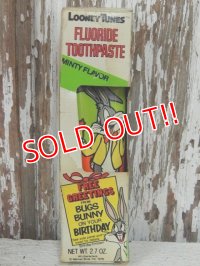 LOONEY TUNES
FLUORIDE
TOOTHPASTE
MINTY FLAVOR
SOLD OUT!!
FREE
GREETINGS
FROM
BUGS
BUNNY
ON YOUR
BIRTHDAY
NET WT. 2.7 OZ.